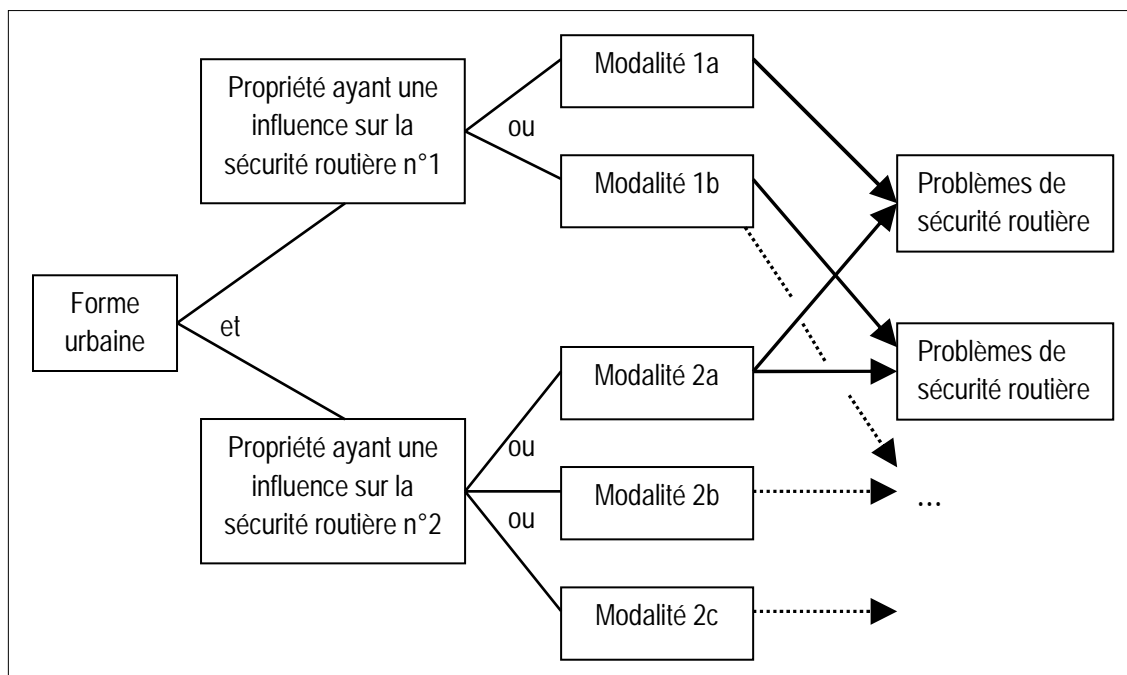 Forme
urbaine
et
Propriété ayant une
influence sur la
sécurité routière n°1
ou
Modalité 1a
Modalité 1b
Propriété ayant une
influence sur la
sécurité routière n°2
ou
ou
Modalité 2a
Modalité 2b
Modalité 2c
Problèmes de
sécurité routière
Problèmes de
sécurité routière
...